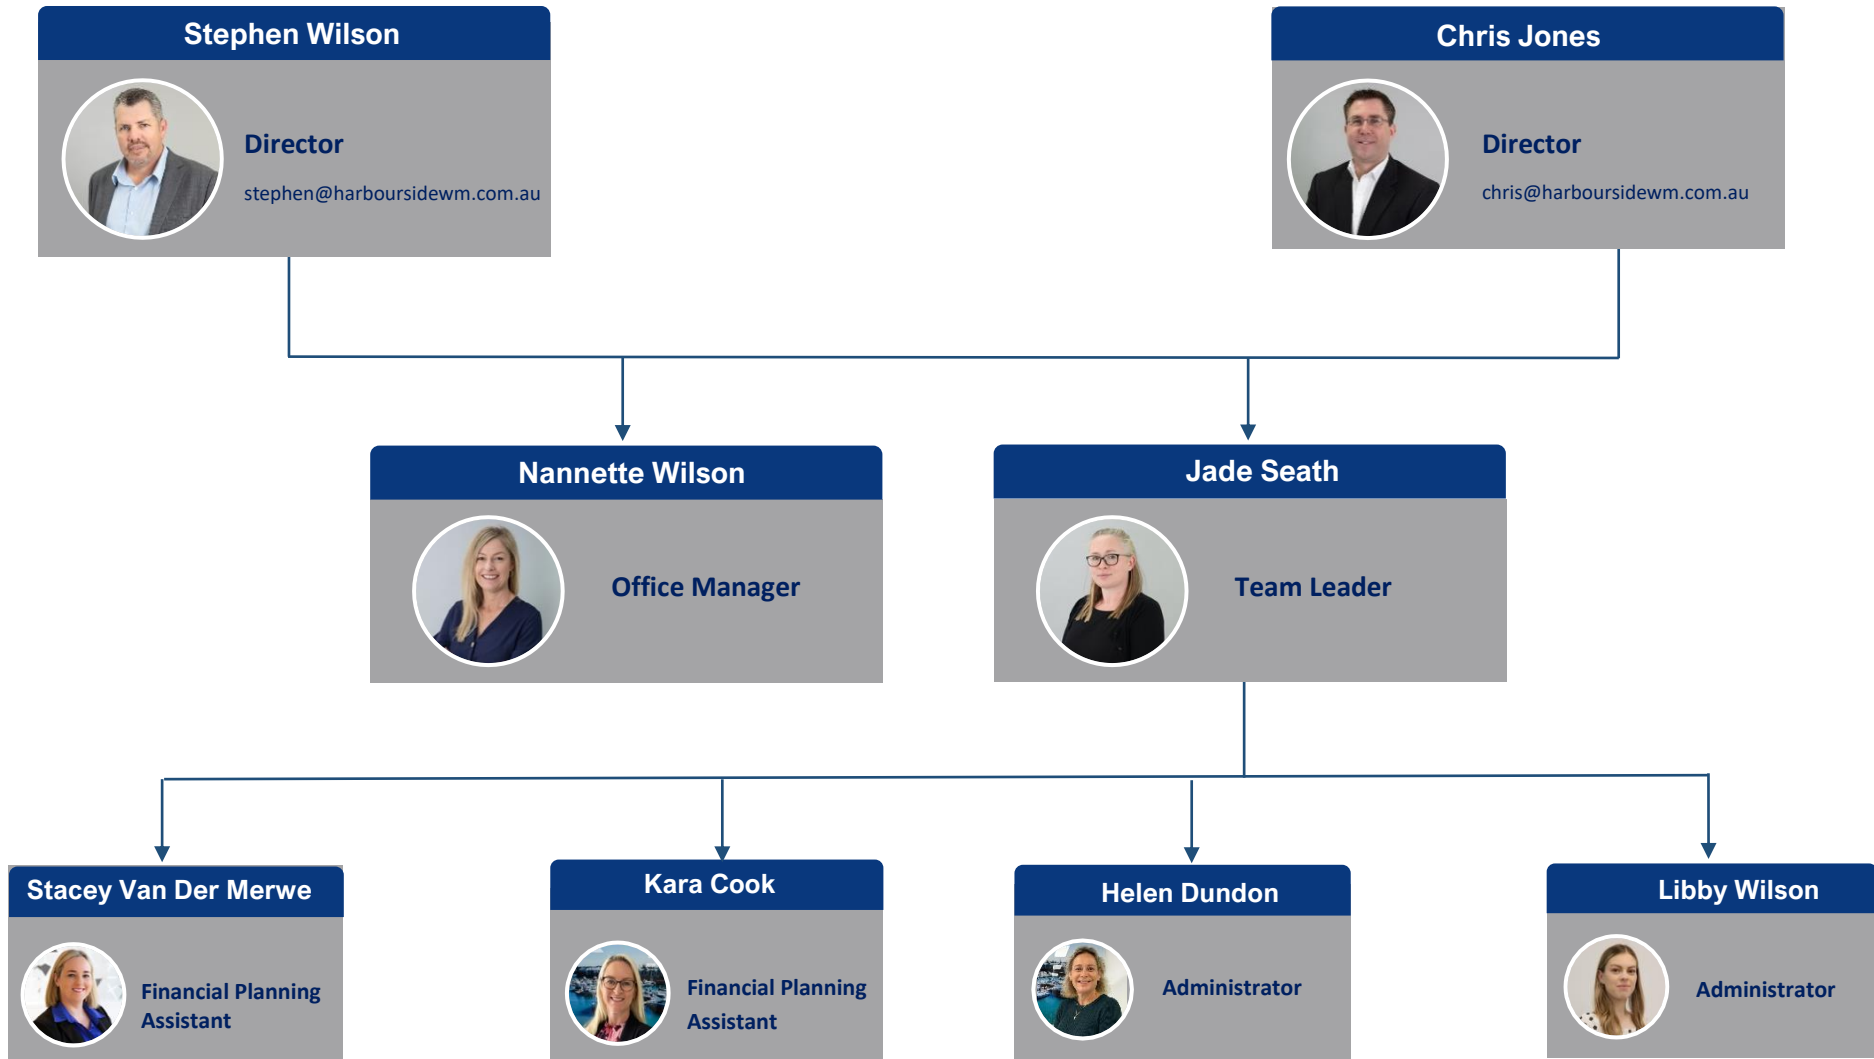 Stephen Wilson
Director
stephen@harboursidewm.com.au
Chris Jones
Director
chris@harboursidewm.com.au
Nannette Wilson
Office Manager
Jade Seath
Team Leader
Stacey Van Der Merwe
Financial Planning
Assistant
Kara Cook
Financial Planning
Assistant
Helen Dundon
Administrator
Libby Wilson
Administrator